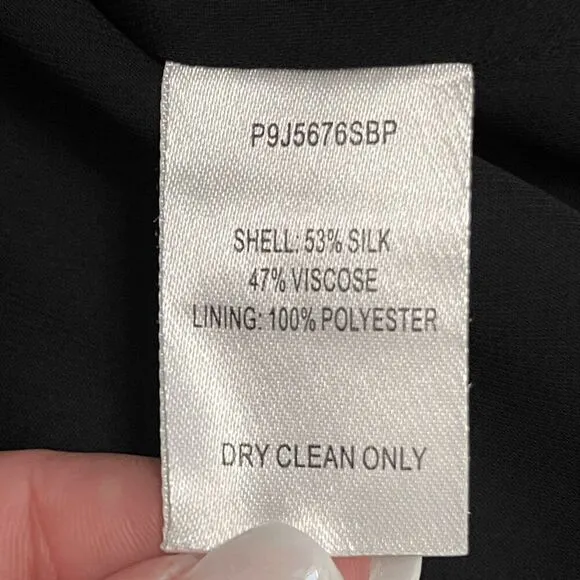 P9J5676SBP
SHELL: 53% SILK
47% VISCOSE
LINING: 100% POLYESTER
DRY CLEAN ONLY